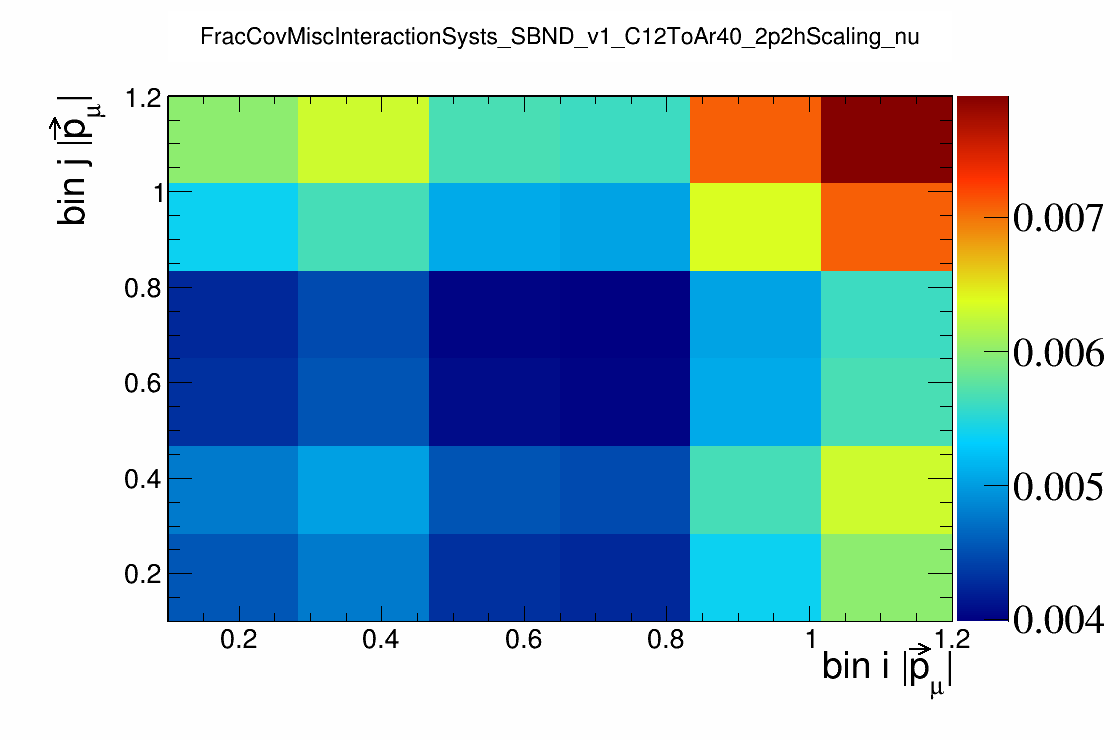 FracCovMiscInteractionSysts_SBND_v1_C12ToAr40_2p2hScaling_nu
bin j |p⃗μ|
1.2
1
0.8
0.6
0.4
0.2
0.2 0.4 0.6 0.8 1 1.2
bin i |p⃗μ|
0.007
0.006
0.005
0.004